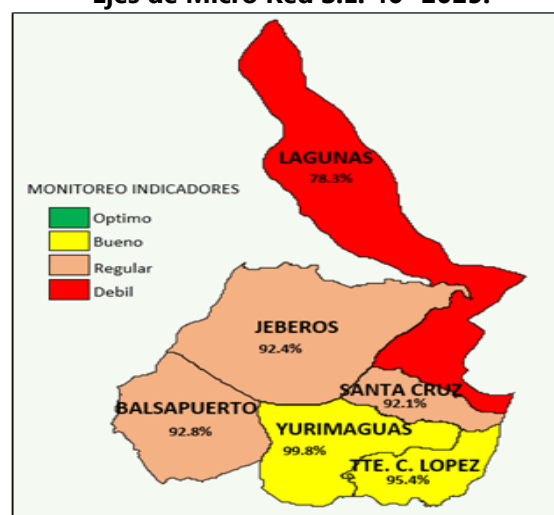 Ejes de Micro Red S.E. 40- 2025.
LAGUNAS
78.3%
MONITOREO INDICADORES
Optimo
Bueno
Regular
Debil
JEBEROS
92.4%
SANTA CRUZ
92.1%
BALSAPUERTO
92.8%
YURIMAGUAS
99.8%
TTE. C. LOPEZ
95.4%